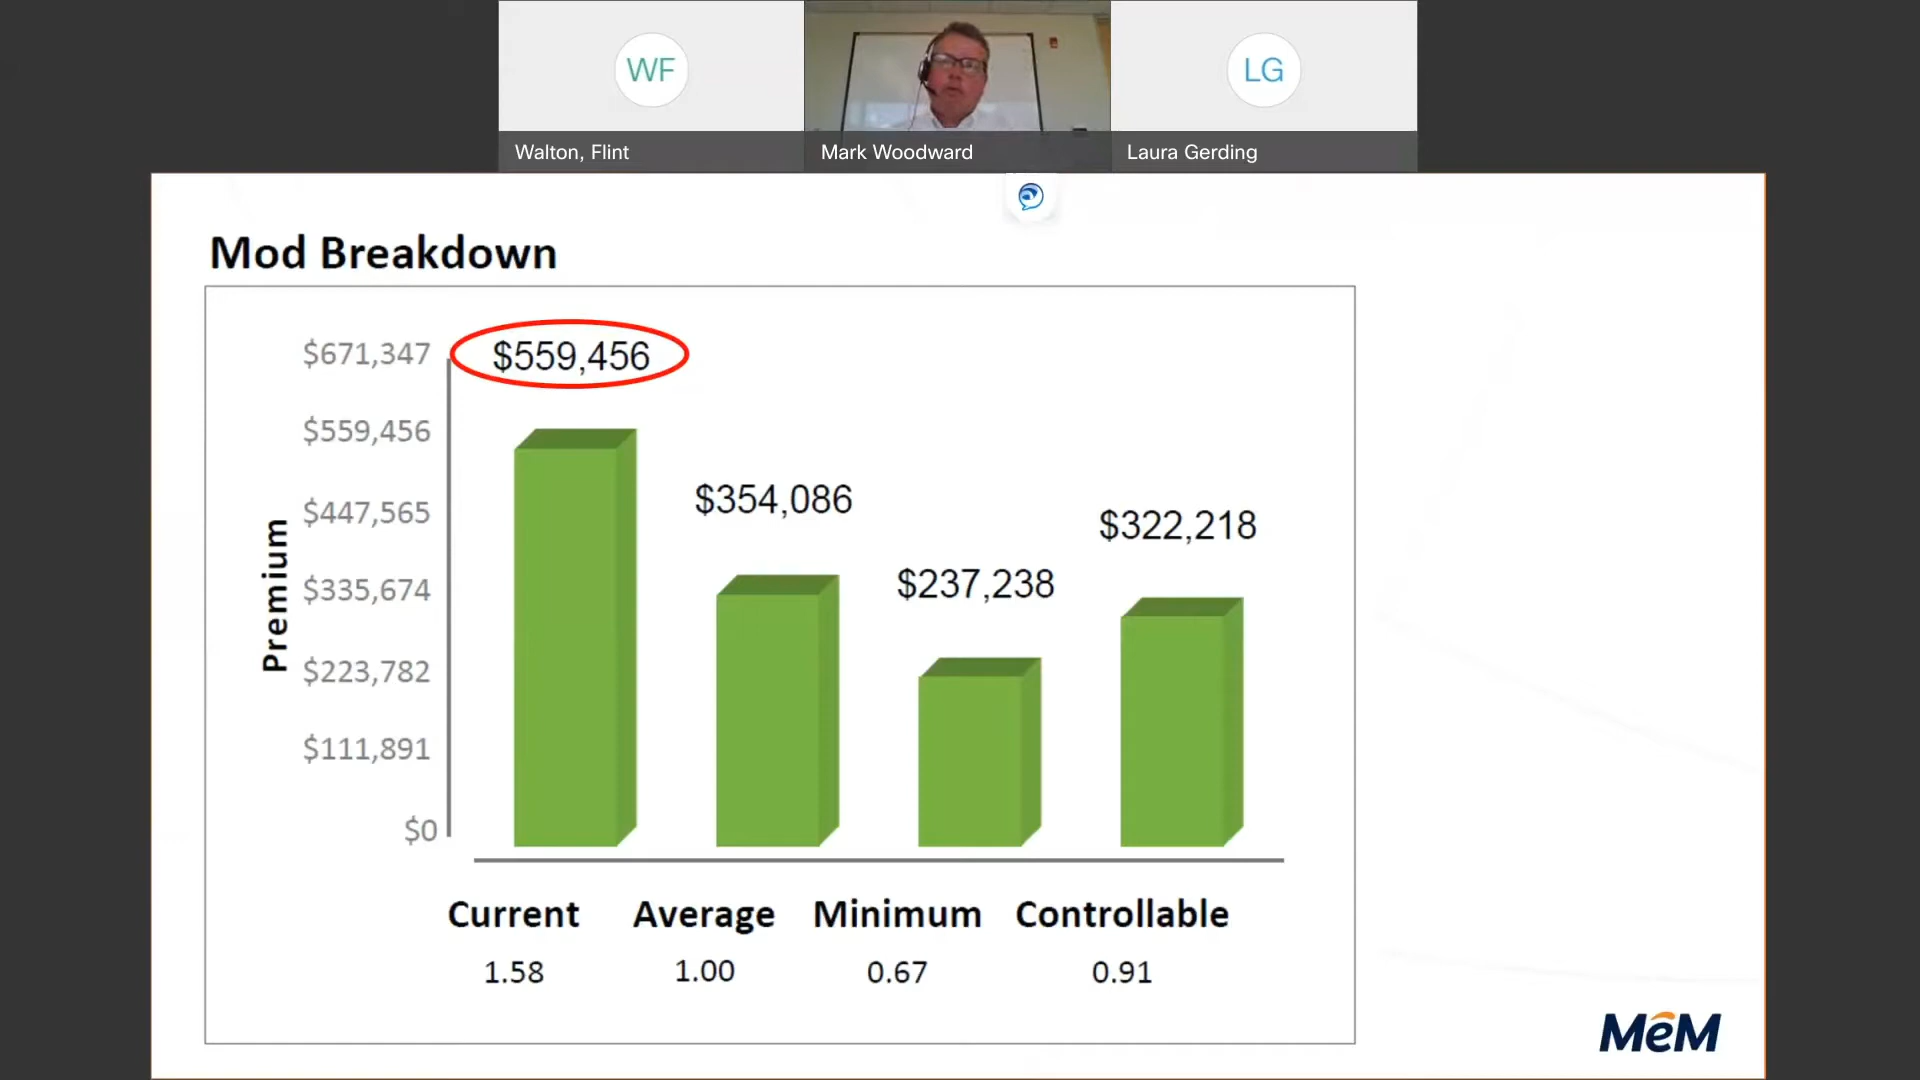 WF
LG
Walton, Flint
Mark Woodward
Laura Gerding
Mod Breakdown
$671,347
$559,456
$559,456
$447,565
$335,674
$223,782
$111,891
$0
Premium
$354,086
$237,238
$322,218
Current Average Minimum Controllable
1.58 1.00 0.67 0.91
MeM